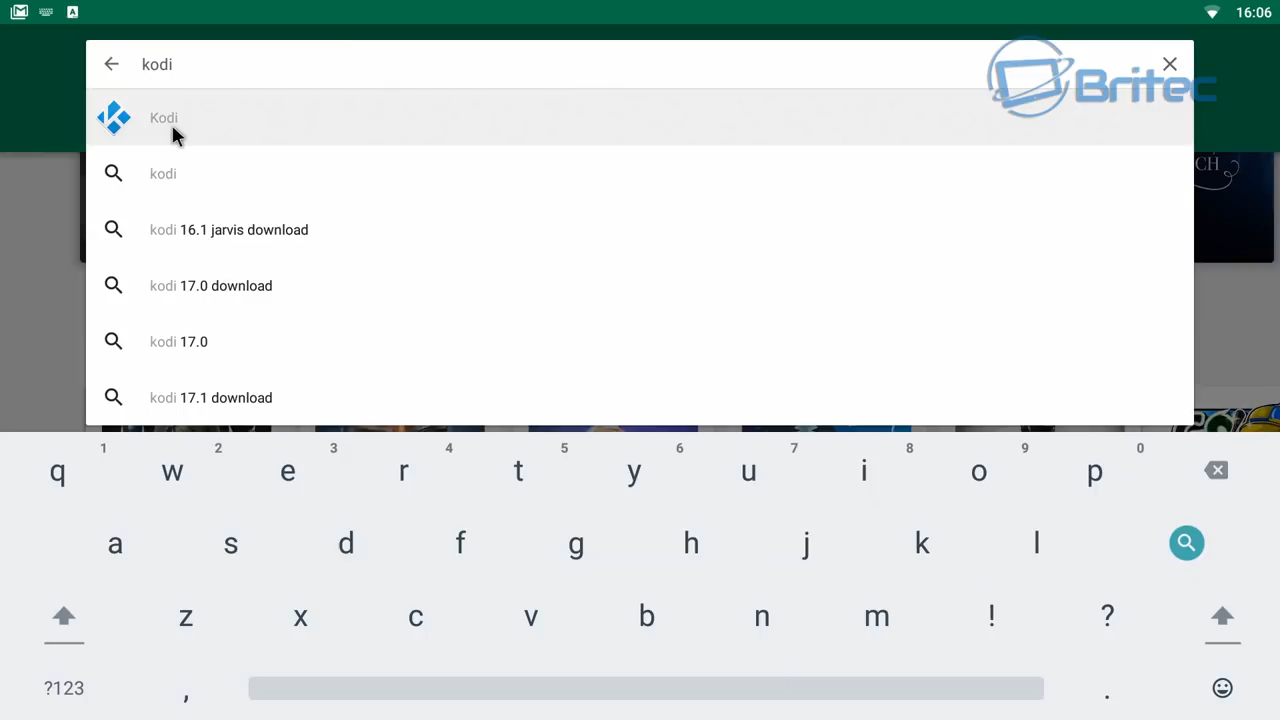 16:06
kodi
Britec
Kodi
CH
kodi
kodi 16.1 jarvis download
kodi 17.0 download
kodi 17.0
kodi 17.1 download
1 2 3 4 5 6 7 8 9 0
q w e r t y u i o p
a s d f g h j k l
z x c v b n m ! ?
?123 , .